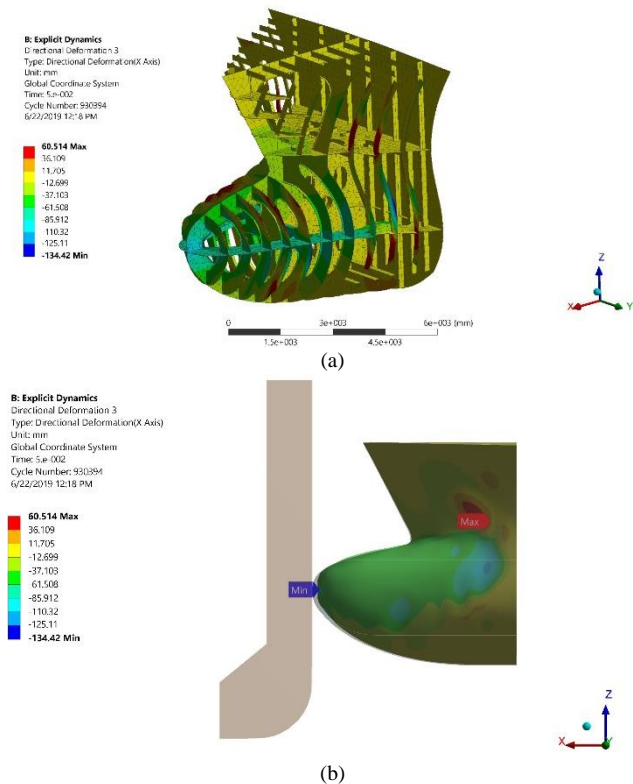 B: Explicit Dynamics
Directional Deformation 3
Type: Directional Deformation(X Axis)
Unit: mm
Global Coordinate System
Time: 5.e-002
Cycle Number: 930394
6/22/2019 12:18 PM
60.514 Max
36.109
11.705
-12.699
-37.103
-61.508
-85.912
-110.32
-125.11
-134.42 Min
Z
X
Y
0
3e+003
6e+003 (mm)
1.5e+003
4.5e+003
(a)
B: Explicit Dynamics
Directional Deformation 3
Type: Directional Deformation(X Axis)
Unit: mm
Global Coordinate System
Time: 5.e-002
Cycle Number: 930394
6/22/2019 12:18 PM
60.514 Max
36.109
11.705
-12.699
-37.103
61.508
-85.912
-110.32
-125.11
-134.42 Min
Max
Min
Z
X
Y
(b)